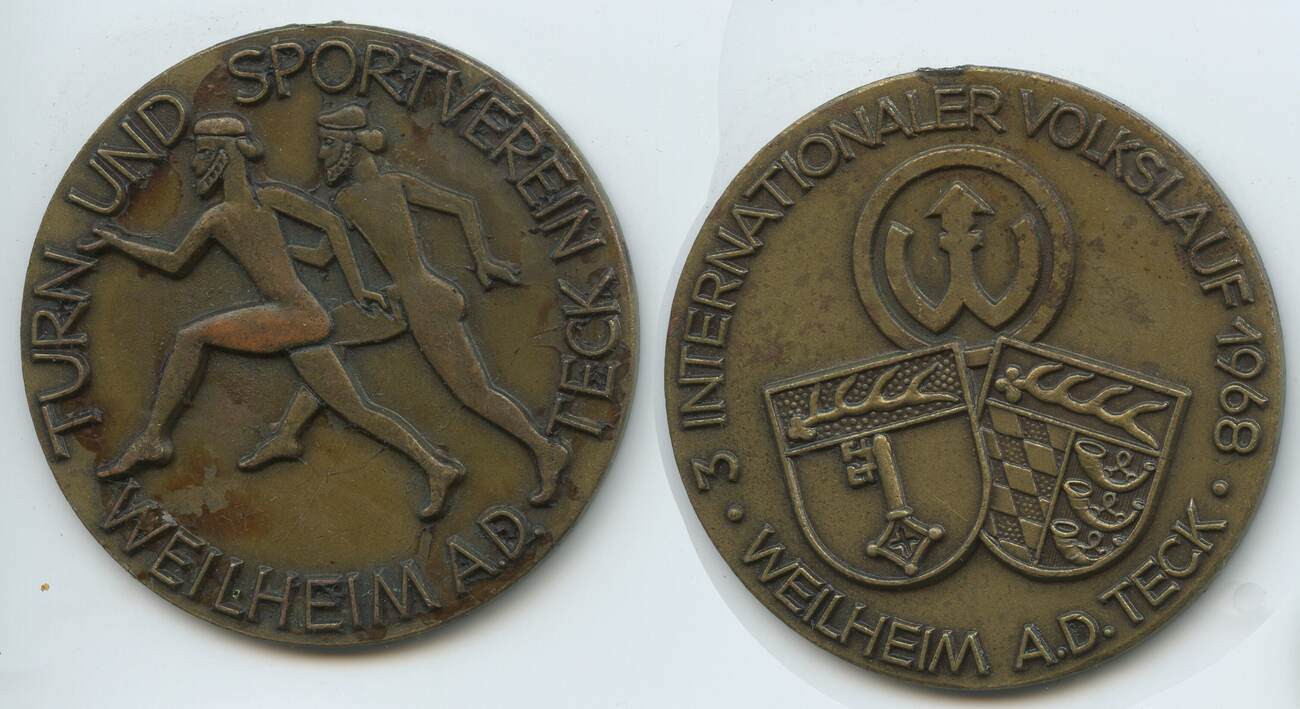 TURN UND SPORTVEREIN TECK
WEILHEIM A.D.
3 INTERNATIONALER VOLKSLAUF 1968
W
· WEILHEIM A.D. TECK ·